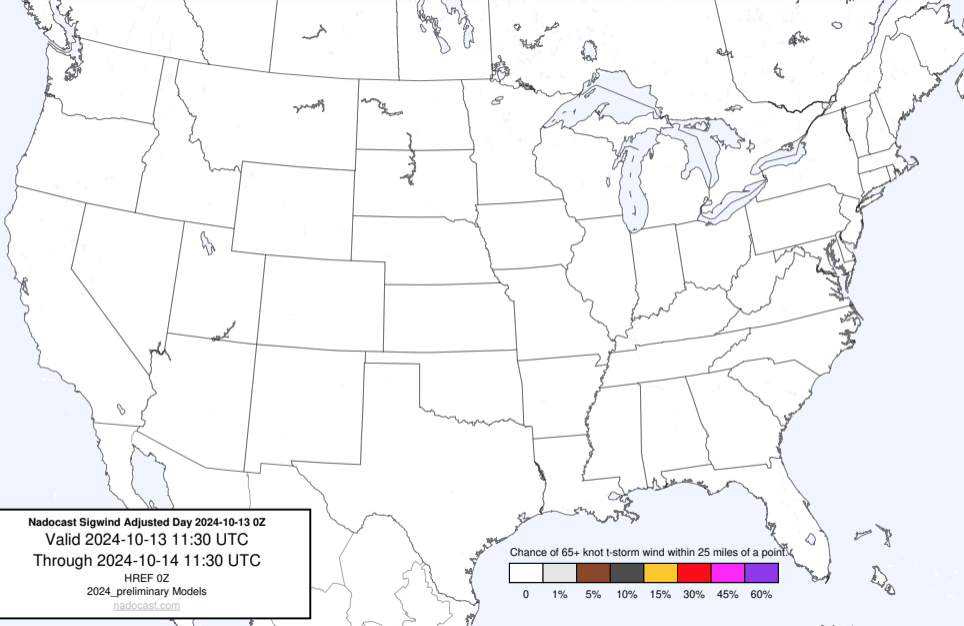 Nadocast Sigwind Adjusted Day 2024-10-13 0Z
Valid 2024-10-13 11:30 UTC
Through 2024-10-14 11:30 UTC
HREF 0Z
2024_preliminary Models
nadocast.com
Chance of 65+ knot t-storm wind within 25 miles of a point.
0 1% 5% 10% 15% 30% 45% 60%